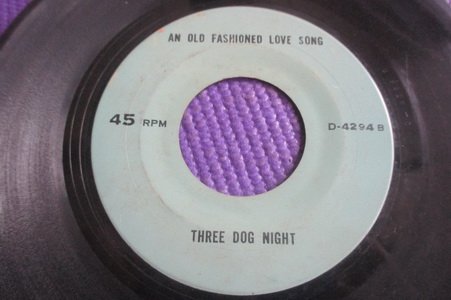 AN OLD FASHIONED LOVE SONG
45 RPM
D-4294 B
THREE DOG NIGHT